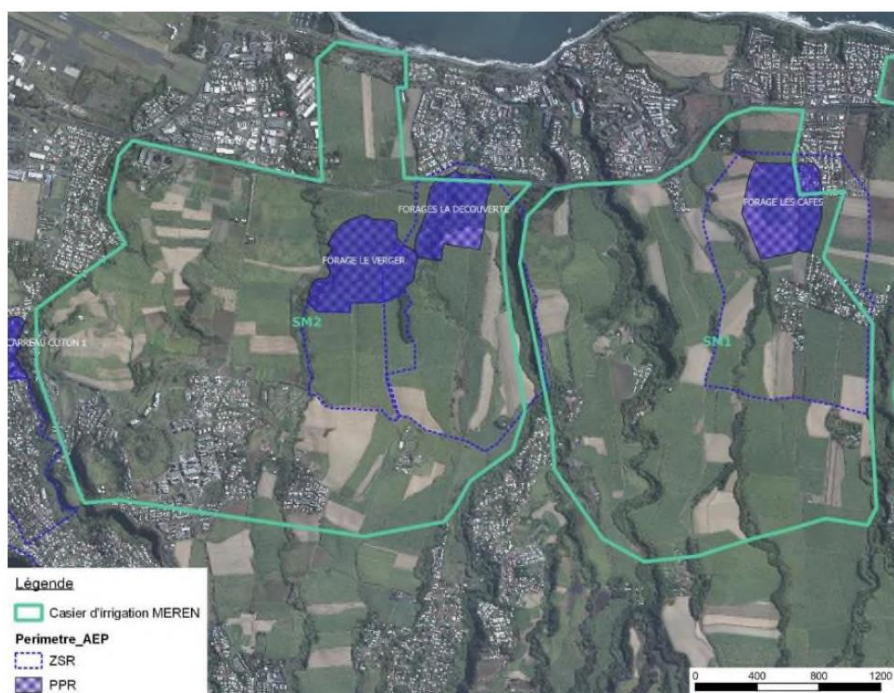 FORAGES LA DECOUVERTE
FORAGE LES CAFES
FORAGE LE VERGER
SM2
SM1
CARREAU COTON 1
Légende
Casier d'irrigation MEREN
Perimetre_AEP
ZSR
PPR
0 400 800 1200